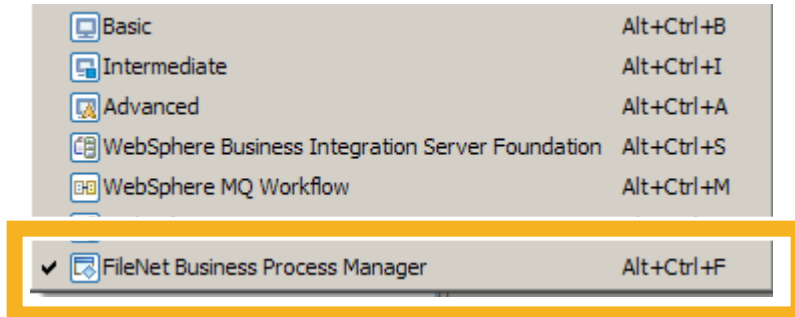 Basic Alt+Ctrl+B
Intermediate Alt+Ctrl+I
Advanced Alt+Ctrl+A
WebSphere Business Integration Server Foundation Alt+Ctrl+S
WebSphere MQ Workflow Alt+Ctrl+M
FileNet Business Process Manager Alt+Ctrl+F